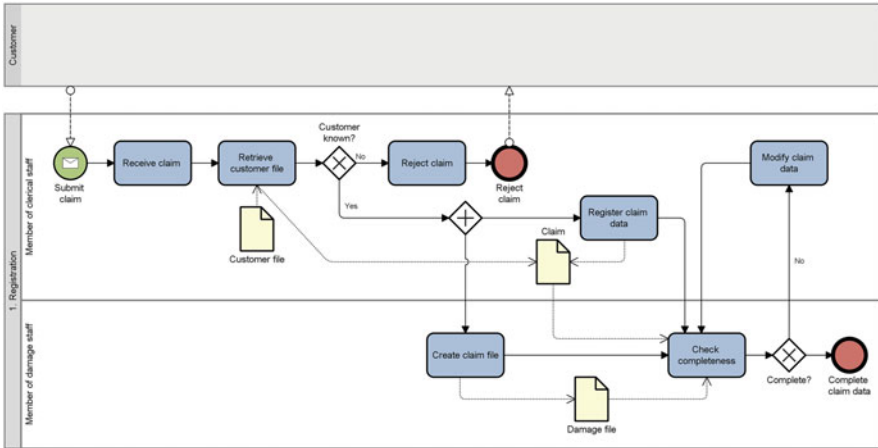 Customer
1. Registration
Member of clerical staff
Member of damage staff
Customer
known?
Receive claim
Retrieve
customer file
No
Reject claim
Modify claim
data
Submit
claim
Reject
claim
Yes
Register claim
data
Claim
Customer file
No
Create claim file
Check
completeness
Complete?
Complete
claim data
Damage file